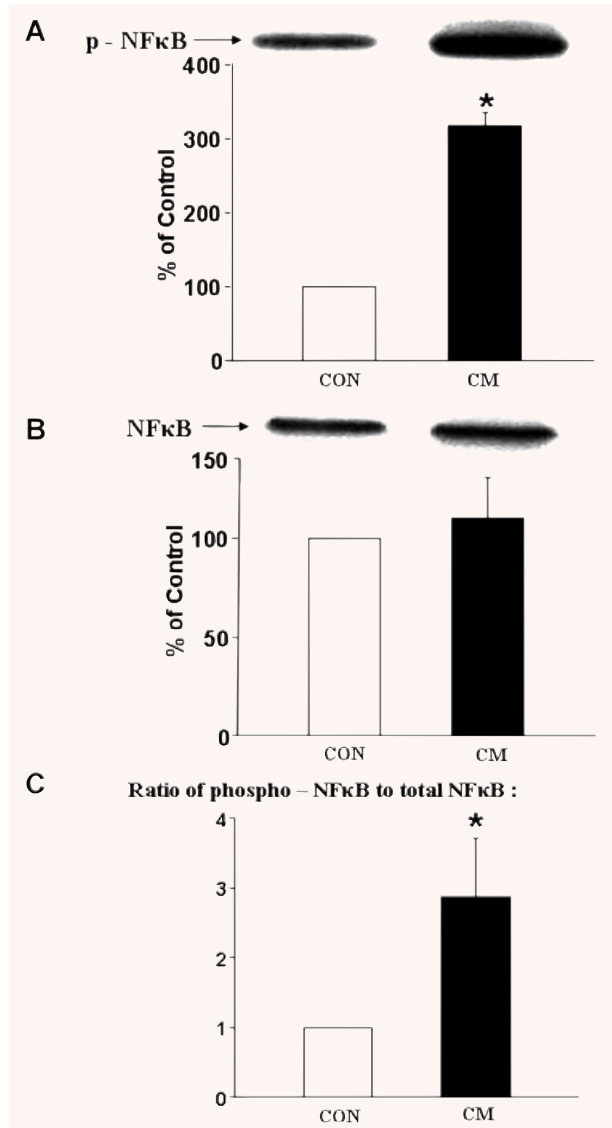 A
p - NFκB
400
300
200
100
0
% of Control
*
CON CM
B
NFκB
150
100
50
0
% of Control
CON CM
C
Ratio of phospho – NFκB to total NFκB :
4
3
2
1
0
*
CON CM